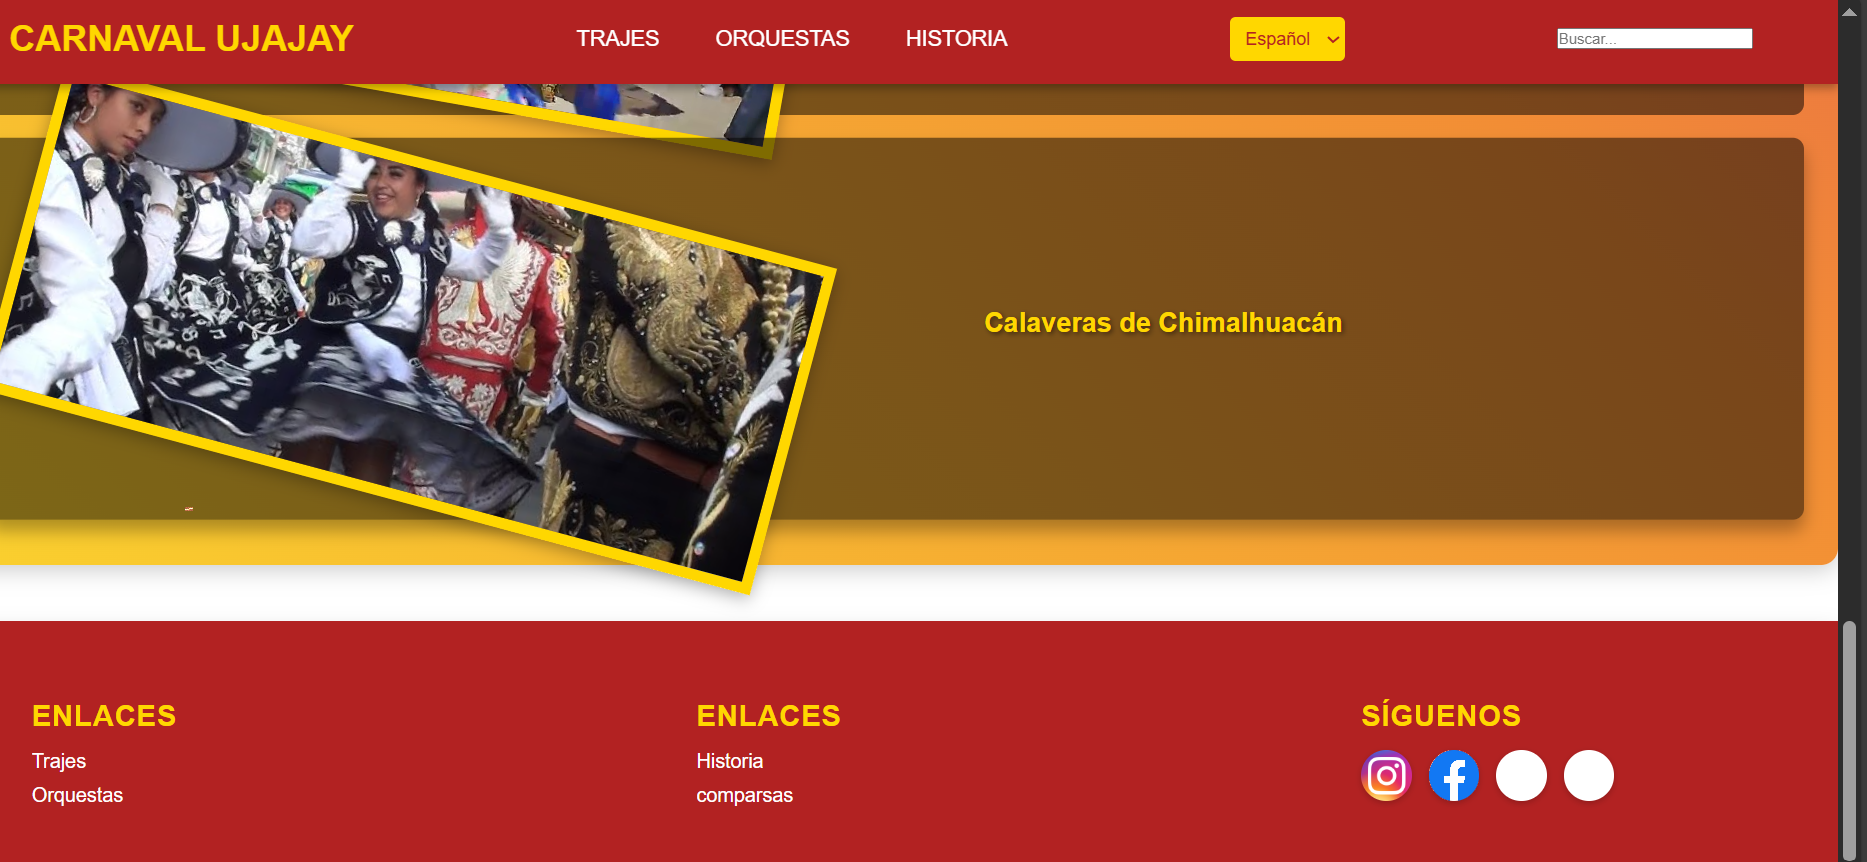 CARNAVAL UJAJAY
TRAJES
ORQUESTAS
HISTORIA
Español
Buscar...
Calaveras de Chimalhuacán
ENLACES
Trajes
Orquestas
ENLACES
Historia
comparsas
SÍGUENOS